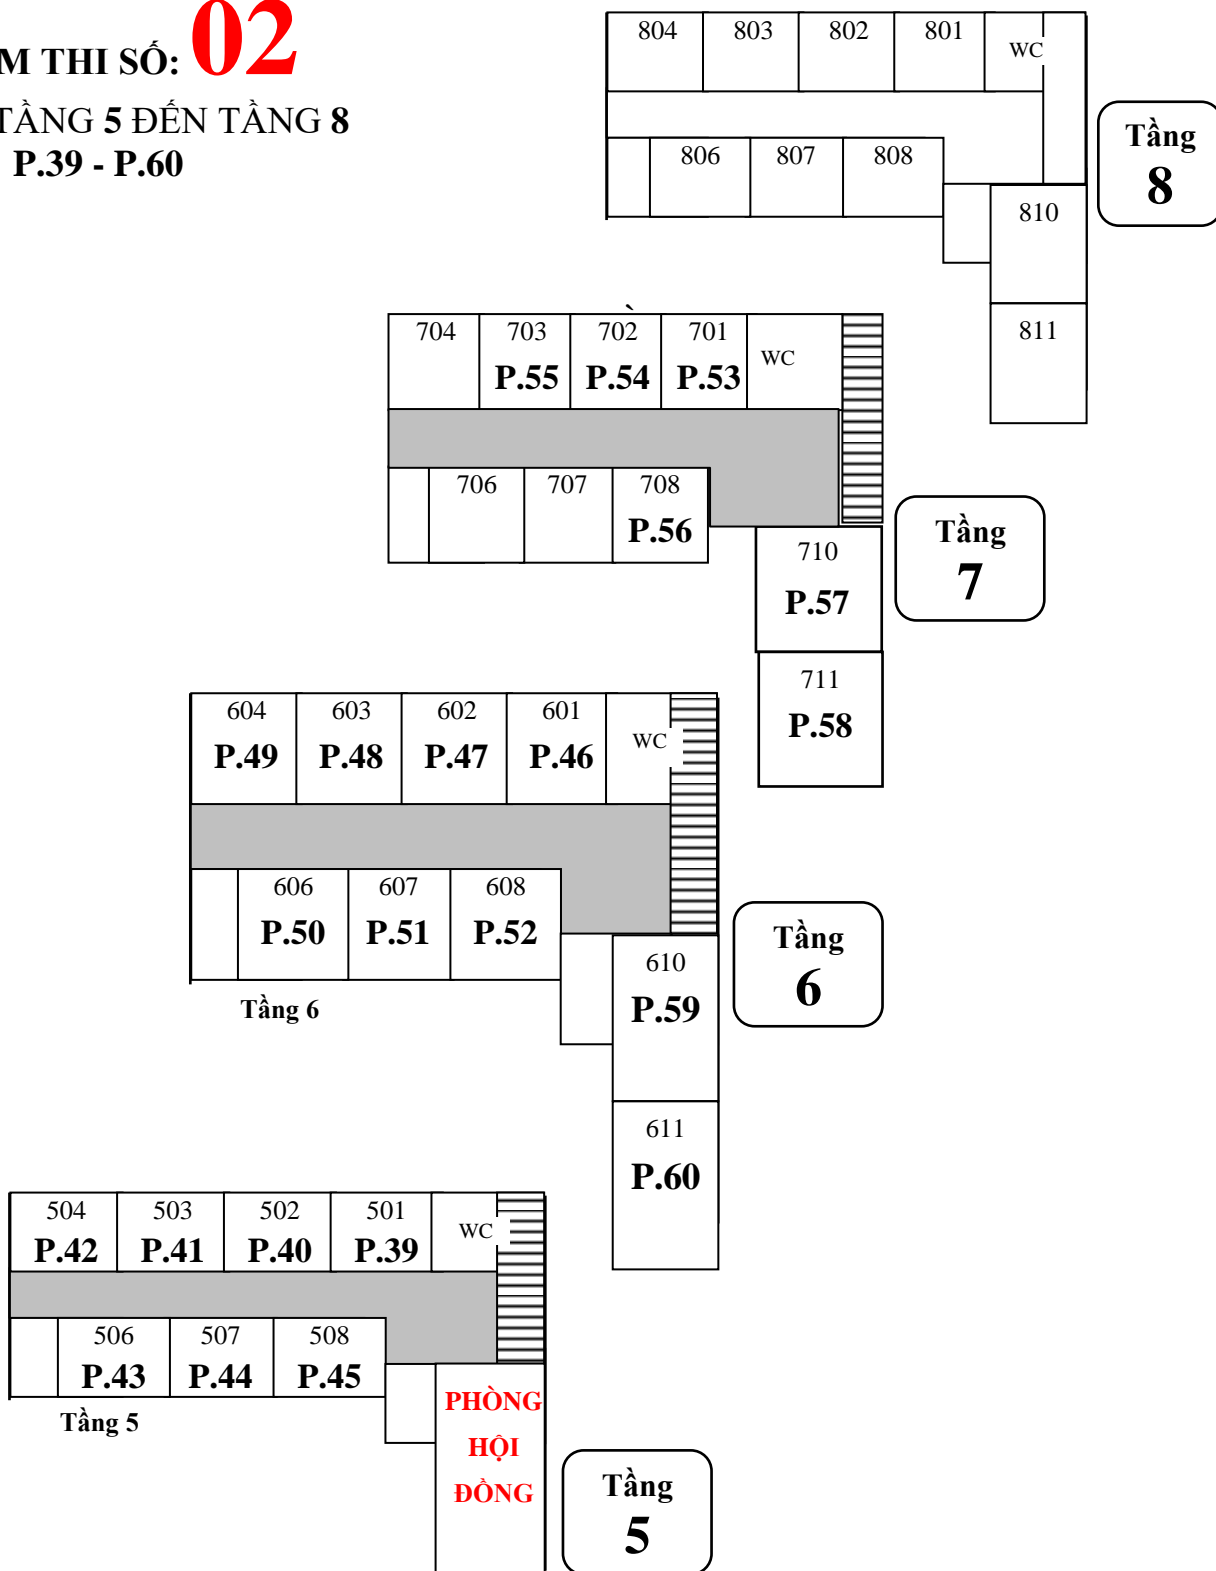 M THI SỐ: 02
TẦNG 5 ĐẾN TẦNG 8
P.39 - P.60
804 803 802 801 WC
806 807 808
Tầng
8
810
811
704 703 702 701 WC
P.55 P.54 P.53
706 707 708
P.56
710
P.57
Tầng
7
711
P.58
604 603 602 601 WC
P.49 P.48 P.47 P.46
606 607 608
P.50 P.51 P.52
Tầng 6
610
P.59
Tầng
6
611
P.60
504 503 502 501 WC
P.42 P.41 P.40 P.39
506 507 508
P.43 P.44 P.45
Tầng 5
PHÒNG
HỘI
ĐỒNG
Tầng
5